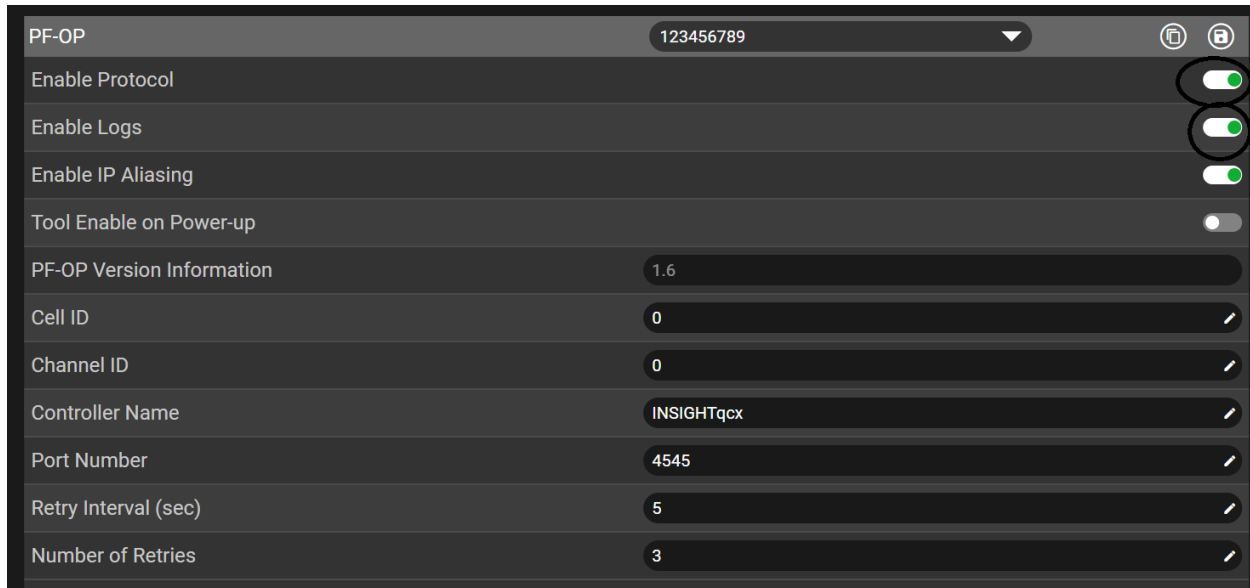 PF-OP 123456789
Enable Protocol
Enable Logs
Enable IP Aliasing
Tool Enable on Power-up
PF-OP Version Information 1.6
Cell ID 0
Channel ID 0
Controller Name INSIGHTqcx
Port Number 4545
Retry Interval (sec) 5
Number of Retries 3